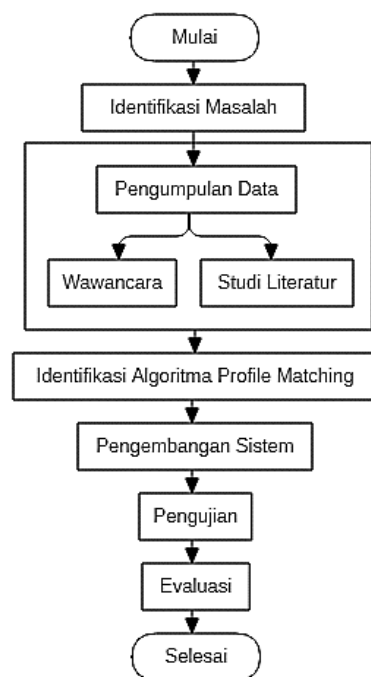 Mulai
Identifikasi Masalah
Pengumpulan Data
Wawancara
Studi Literatur
Identifikasi Algoritma Profile Matching
Pengembangan Sistem
Pengujian
Evaluasi
Selesai